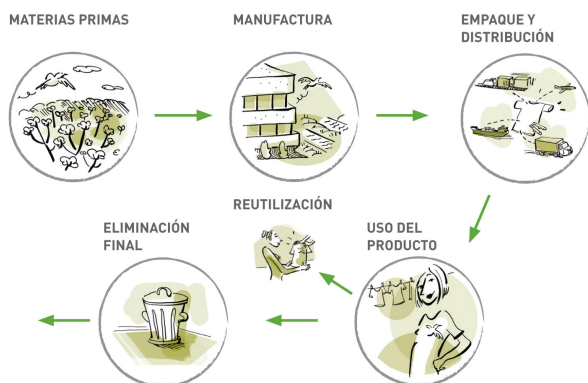 MATERIAS PRIMAS
MANUFACTURA
EMPAQUE Y
DISTRIBUCIÓN
REUTILIZACIÓN
ELIMINACIÓN
FINAL
USO DEL
PRODUCTO